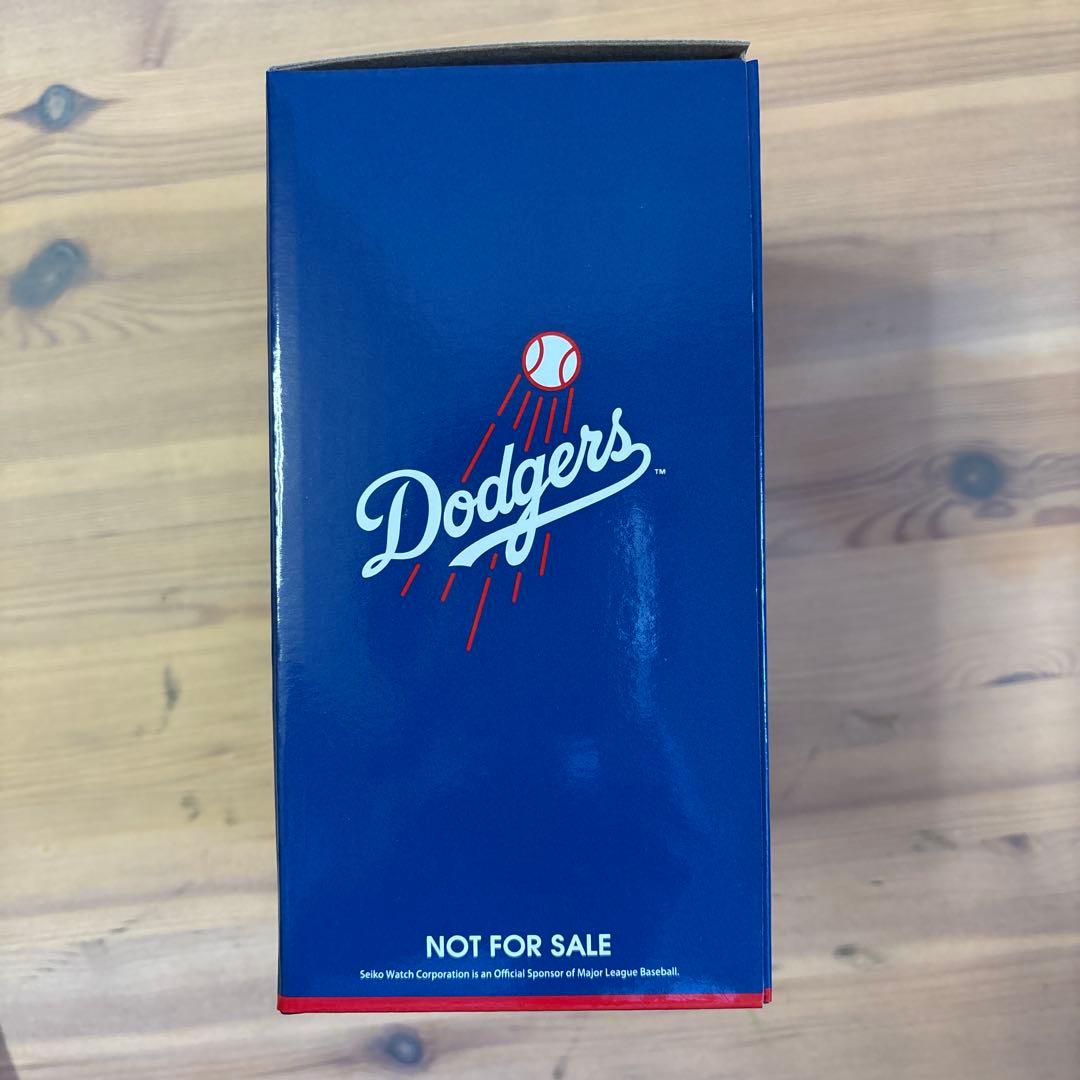 Dodgers™
NOT FOR SALE
Seiko Watch Corporation is an Official Sponsor of Major League Baseball.